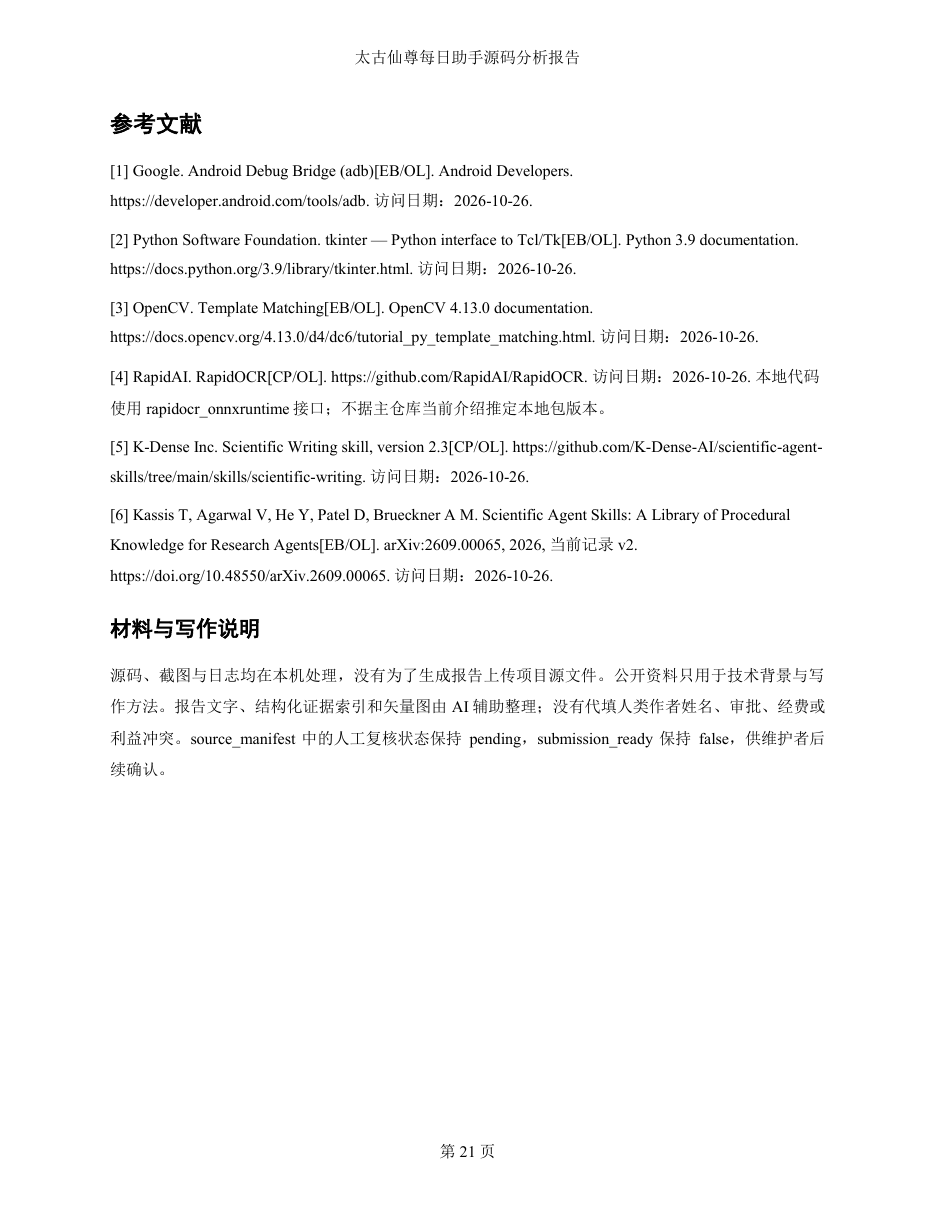 太古仙尊每日助手源码分析报告
参考文献
[1] Google. Android Debug Bridge (adb)[EB/OL]. Android Developers.
https://developer.android.com/tools/adb. 访问日期：2026-10-26.
[2] Python Software Foundation. tkinter — Python interface to Tcl/Tk[EB/OL]. Python 3.9 documentation.
https://docs.python.org/3.9/library/tkinter.html. 访问日期：2026-10-26.
[3] OpenCV. Template Matching[EB/OL]. OpenCV 4.13.0 documentation.
https://docs.opencv.org/4.13.0/d4/dc6/tutorial_py_template_matching.html. 访问日期：2026-10-26.
[4] RapidAI. RapidOCR[CP/OL]. https://github.com/RapidAI/RapidOCR. 访问日期：2026-10-26. 本地代码
使用 rapidocr_onnxruntime 接口；不据主仓库当前介绍推定本地包版本。
[5] K-Dense Inc. Scientific Writing skill, version 2.3[CP/OL]. https://github.com/K-Dense-AI/scientific-agent-
skills/tree/main/skills/scientific-writing. 访问日期：2026-10-26.
[6] Kassis T, Agarwal V, He Y, Patel D, Brueckner A M. Scientific Agent Skills: A Library of Procedural
Knowledge for Research Agents[EB/OL]. arXiv:2609.00065, 2026, 当前记录 v2.
https://doi.org/10.48550/arXiv.2609.00065. 访问日期：2026-10-26.
材料与写作说明
源码、截图与日志均在本机处理，没有为了生成报告上传项目源文件。公开资料只用于技术背景与写
作方法。报告文字、结构化证据索引和矢量图由 AI 辅助整理；没有代填人类作者姓名、审批、经费或
利益冲突。source_manifest 中的人工复核状态保持 pending，submission_ready 保持 false，供维护者后
续确认。
第 21 页